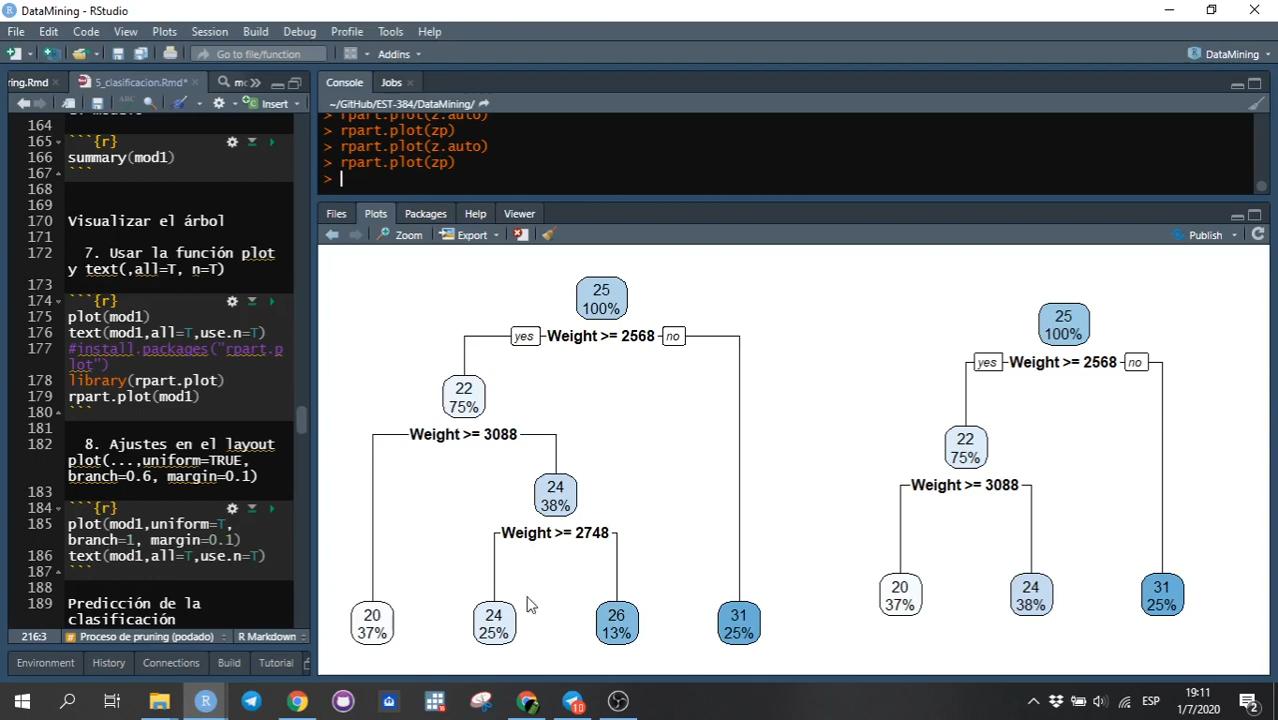 DataMining - RStudio
File Edit Code View Plots Session Build Debug Profile Tools Help
Go to file/function
Addins
DataMining
ring.Rmd
5_clasificacion.Rmd*
Insert
164
165 ```{r}
166 summary(mod1)
167 ```
168
169
170 Visualizar el árbol
171
172 7. Usar la función plot
y text(,all=T, n=T)
173
174 ```{r}
175 plot(mod1)
176 text(mod1,all=T,use.n=T)
177 #install.packages("rpart.p
lot")
178 library(rpart.plot)
179 rpart.plot(mod1)
180 ```
181
182 8. Ajustes en el layout
plot(...,uniform=TRUE,
branch=0.6, margin=0.1)
183
184 ```{r}
185 plot(mod1,uniform=T,
branch=1, margin=0.1)
186 text(mod1,all=T,use.n=T)
187 ```
188
189 Predicción de la
clasificación
216:3 Proceso de pruning (podado) R Markdown
Environment History Connections Build Tutorial
Console Jobs
~/GitHub/EST-384/DataMining/
> rpart.plot(z.auto)
> rpart.plot(zp)
> rpart.plot(z.auto)
> rpart.plot(zp)
>
Files Plots Packages Help Viewer
Zoom Export Publish
25
100%
yes Weight >= 2568 no
22
75%
Weight >= 3088
24
38%
Weight >= 2748
20
37%
24
25%
26
13%
31
25%
25
100%
yes Weight >= 2568 no
22
75%
Weight >= 3088
20
37%
24
38%
31
25%
10
ESP
19:11
1/7/2020
2